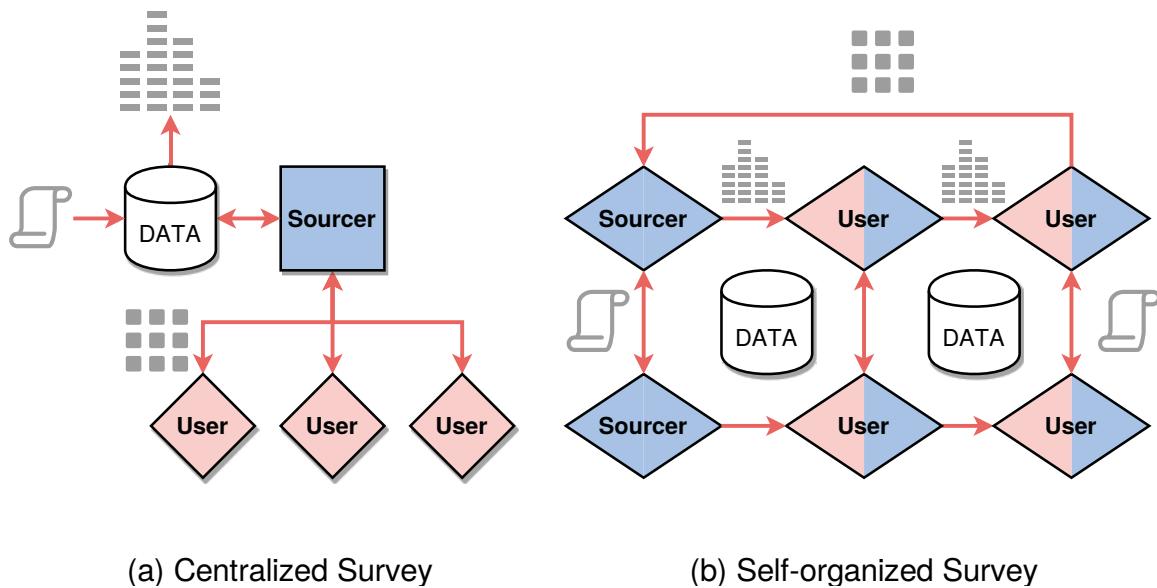 DATA
Sourcer
User
User
User
(a) Centralized Survey
Sourcer
User
User
DATA
DATA
Sourcer
User
User
(b) Self-organized Survey